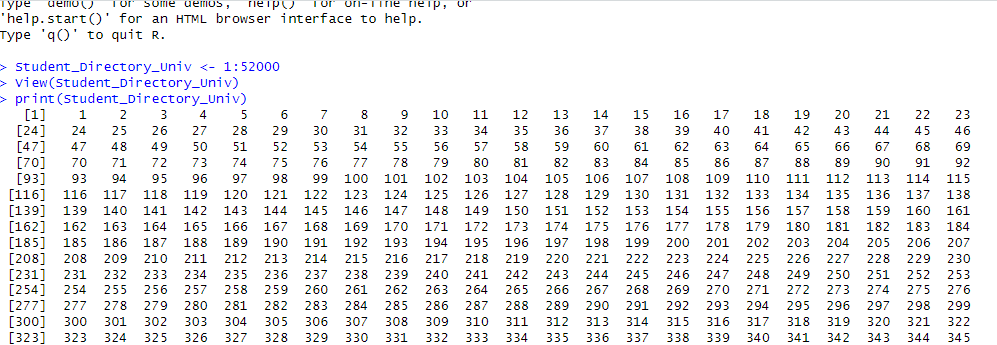 Type 'demo()' for some demos, 'help()' for on-line help, or
'help.start()' for an HTML browser interface to help.
Type 'q()' to quit R.
> Student_Directory_Univ <- 1:52000
> View(Student_Directory_Univ)
> print(Student_Directory_Univ)
[1] 1 2 3 4 5 6 7 8 9 10 11 12 13 14 15 16 17 18 19 20 21 22 23
[24] 24 25 26 27 28 29 30 31 32 33 34 35 36 37 38 39 40 41 42 43 44 45 46
[47] 47 48 49 50 51 52 53 54 55 56 57 58 59 60 61 62 63 64 65 66 67 68 69
[70] 70 71 72 73 74 75 76 77 78 79 80 81 82 83 84 85 86 87 88 89 90 91 92
[93] 93 94 95 96 97 98 99 100 101 102 103 104 105 106 107 108 109 110 111 112 113 114 115
[116] 116 117 118 119 120 121 122 123 124 125 126 127 128 129 130 131 132 133 134 135 136 137 138
[139] 139 140 141 142 143 144 145 146 147 148 149 150 151 152 153 154 155 156 157 158 159 160 161
[162] 162 163 164 165 166 167 168 169 170 171 172 173 174 175 176 177 178 179 180 181 182 183 184
[185] 185 186 187 188 189 190 191 192 193 194 195 196 197 198 199 200 201 202 203 204 205 206 207
[208] 208 209 210 211 212 213 214 215 216 217 218 219 220 221 222 223 224 225 226 227 228 229 230
[231] 231 232 233 234 235 236 237 238 239 240 241 242 243 244 245 246 247 248 249 250 251 252 253
[254] 254 255 256 257 258 259 260 261 262 263 264 265 266 267 268 269 270 271 272 273 274 275 276
[277] 277 278 279 280 281 282 283 284 285 286 287 288 289 290 291 292 293 294 295 296 297 298 299
[300] 300 301 302 303 304 305 306 307 308 309 310 311 312 313 314 315 316 317 318 319 320 321 322
[323] 323 324 325 326 327 328 329 330 331 332 333 334 335 336 337 338 339 340 341 342 343 344 345